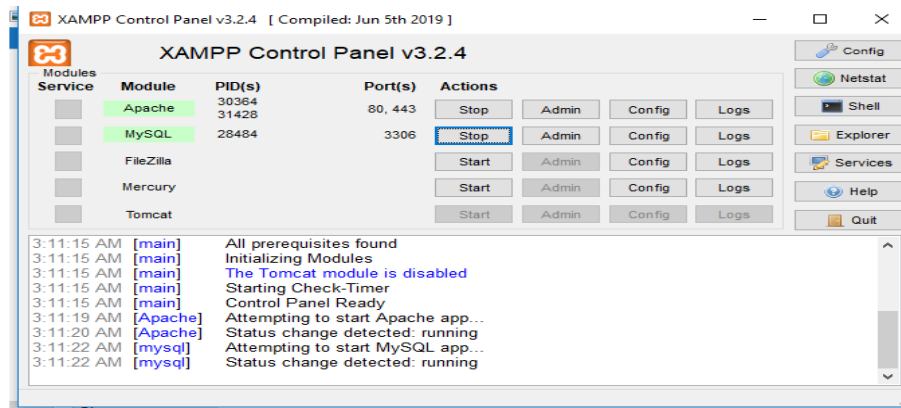 XAMPP Control Panel v3.2.4 [ Compiled: Jun 5th 2019 ]
XAMPP Control Panel v3.2.4
Config
Modules
Service Module PID(s) Port(s) Actions
Netstat
Apache 30364 31428 80, 443 Stop Admin Config Logs
Shell
MySQL 28484 3306 Stop Admin Config Logs
Explorer
FileZilla Start Admin Config Logs
Services
Mercury Start Admin Config Logs
Help
Tomcat Start Admin Config Logs
Quit
3:11:15 AM [main] All prerequisites found
3:11:15 AM [main] Initializing Modules
3:11:15 AM [main] The Tomcat module is disabled
3:11:15 AM [main] Starting Check-Timer
3:11:15 AM [main] Control Panel Ready
3:11:19 AM [Apache] Attempting to start Apache app...
3:11:20 AM [Apache] Status change detected: running
3:11:22 AM [mysql] Attempting to start MySQL app...
3:11:22 AM [mysql] Status change detected: running